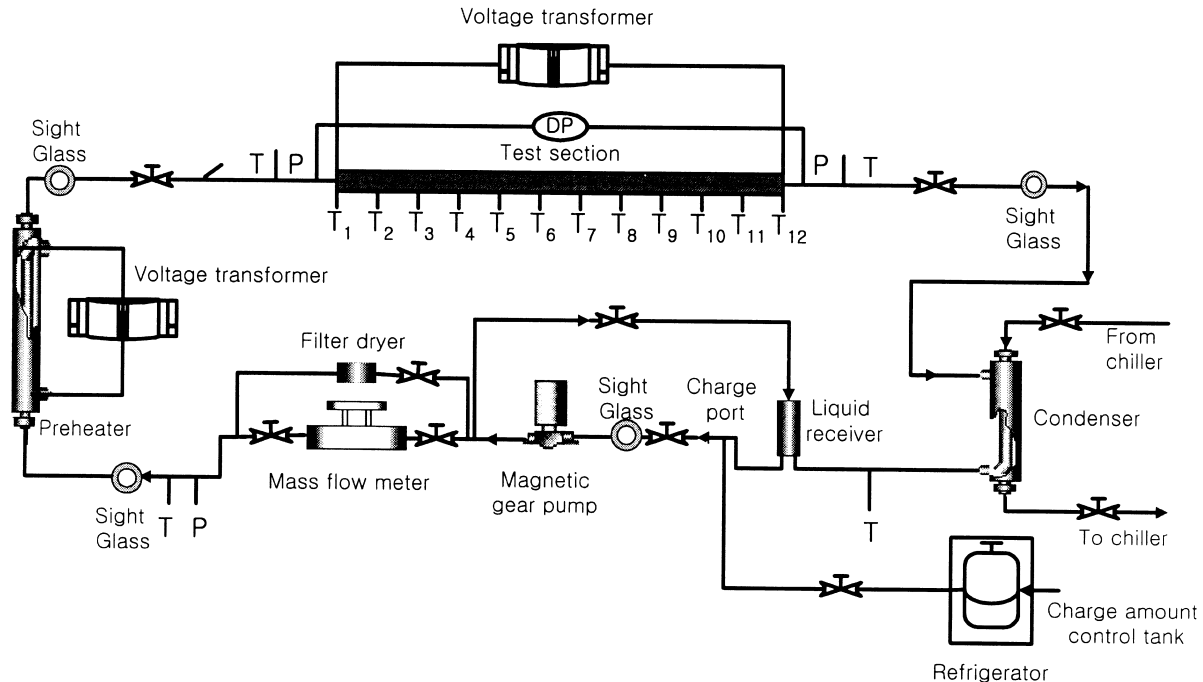 Voltage transformer
DP
Test section
Sight
Glass
T P
P T
T1 T2 T3 T4 T5 T6 T7 T8 T9 T10 T11 T12
Sight
Glass
Voltage transformer
Filter dryer
From
chiller
Sight
Glass
Charge
port
Liquid
receiver
Condenser
Preheater
Mass flow meter
Magnetic
gear pump
Sight
Glass
T P
T
To chiller
Charge amount
control tank
Refrigerator